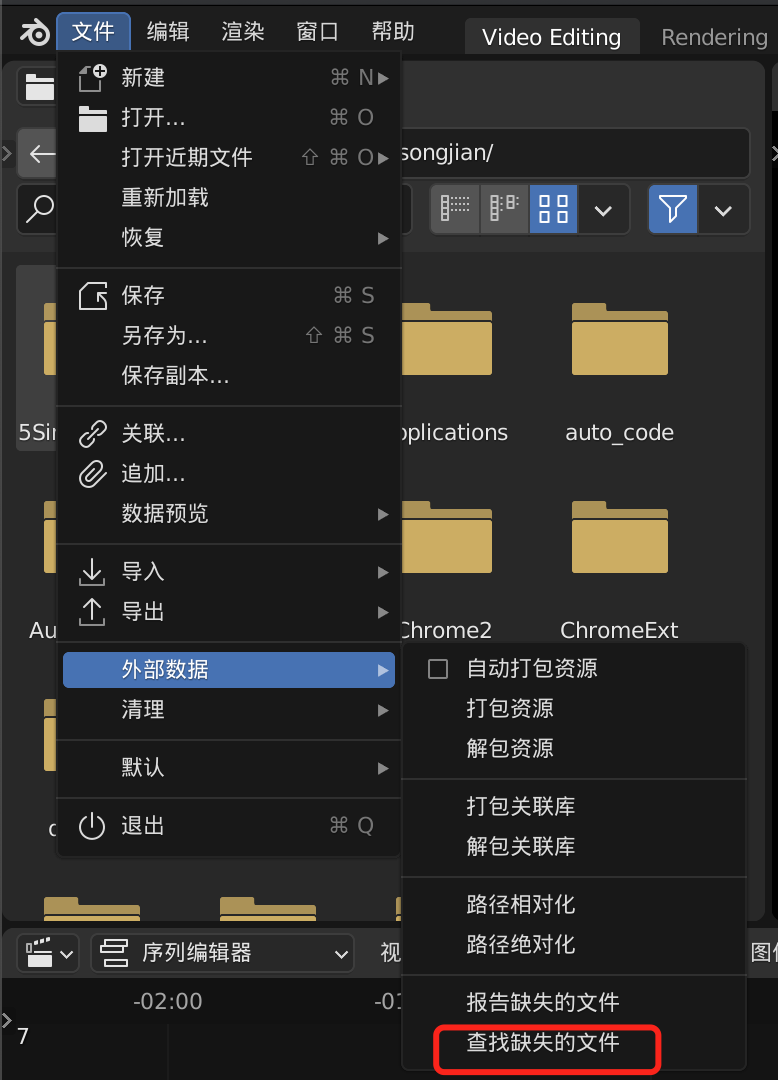 文件 编辑 渲染 窗口 帮助 Video Editing Rendering
新建 ⌘ N
打开... ⌘ O
打开近期文件 ⇧ ⌘ O
songjian/
重新加载
恢复
保存 ⌘ S
另存为... ⇧ ⌘ S
保存副本...
关联...
auto_code
追加...
数据预览
导入
导出
Chrome2 ChromeExt
外部数据
自动打包资源
清理
打包资源
解包资源
默认
打包关联库
退出 ⌘ Q
解包关联库
路径相对化
路径绝对化
序列编辑器
-02:00
报告缺失的文件
查找缺失的文件
7